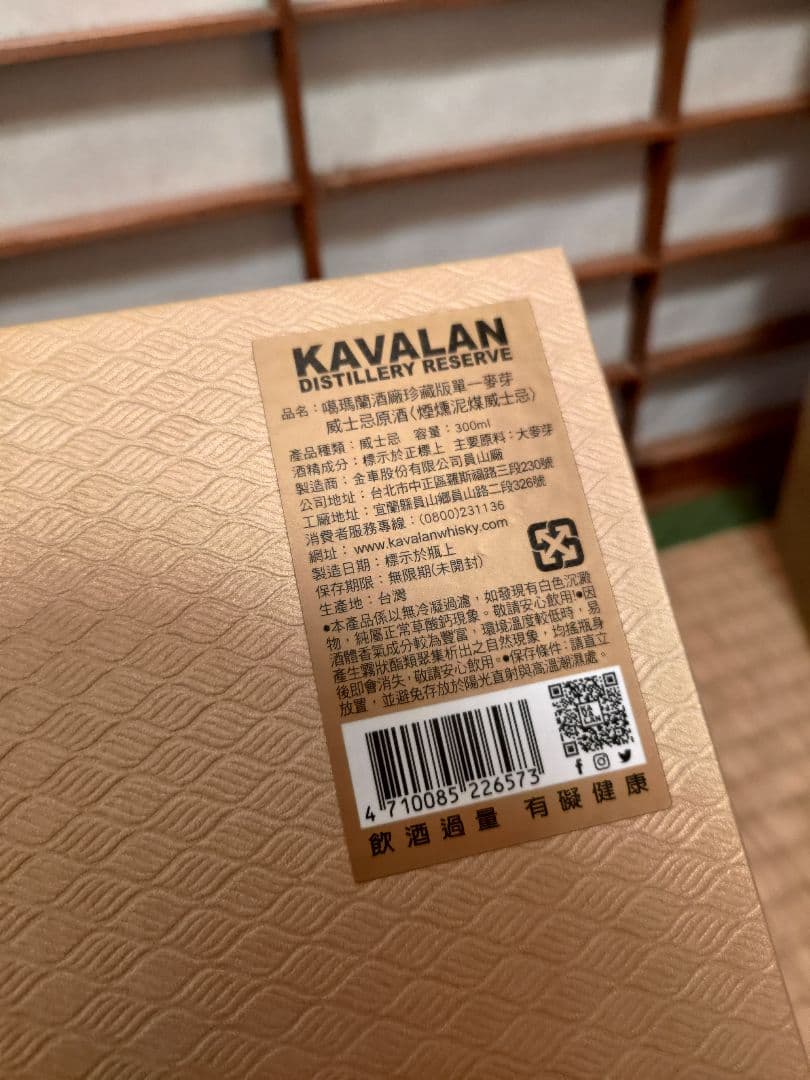 KAVALAN
DISTILLERY RESERVE
品名：噶瑪蘭酒廠珍藏版單一麥芽
威士忌原酒（煙燻泥煤威士忌）
產品種類：威士忌 容量：300ml
酒精成分：標示於正標上 主要原料：大麥芽
製造商：金車股份有限公司員山廠
公司地址：台北市中正區羅斯福路三段230號
工廠地址：宜蘭縣員山鄉員山路二段326號
消費者服務專線：(0800)231136
網址：www.kavalanwhisky.com
製造日期：標示於瓶上
保存期限：無限期(未開封)
生產地：台灣
●本產品係以無冷凝過濾，如發現有白色沉澱
物，純屬正常草酸鈣現象。敬請安心飲用!●因
酒體香氣成分較為豐富，環境溫度較低時，易
產生霧狀酯類聚集析出之自然現象，均搖瓶身
後即會消失，敬請安心飲用。●保存條件：請直立
放置，並避免存放於陽光直射與高溫潮濕處。
4 710085 226573
飲酒過量 有礙健康